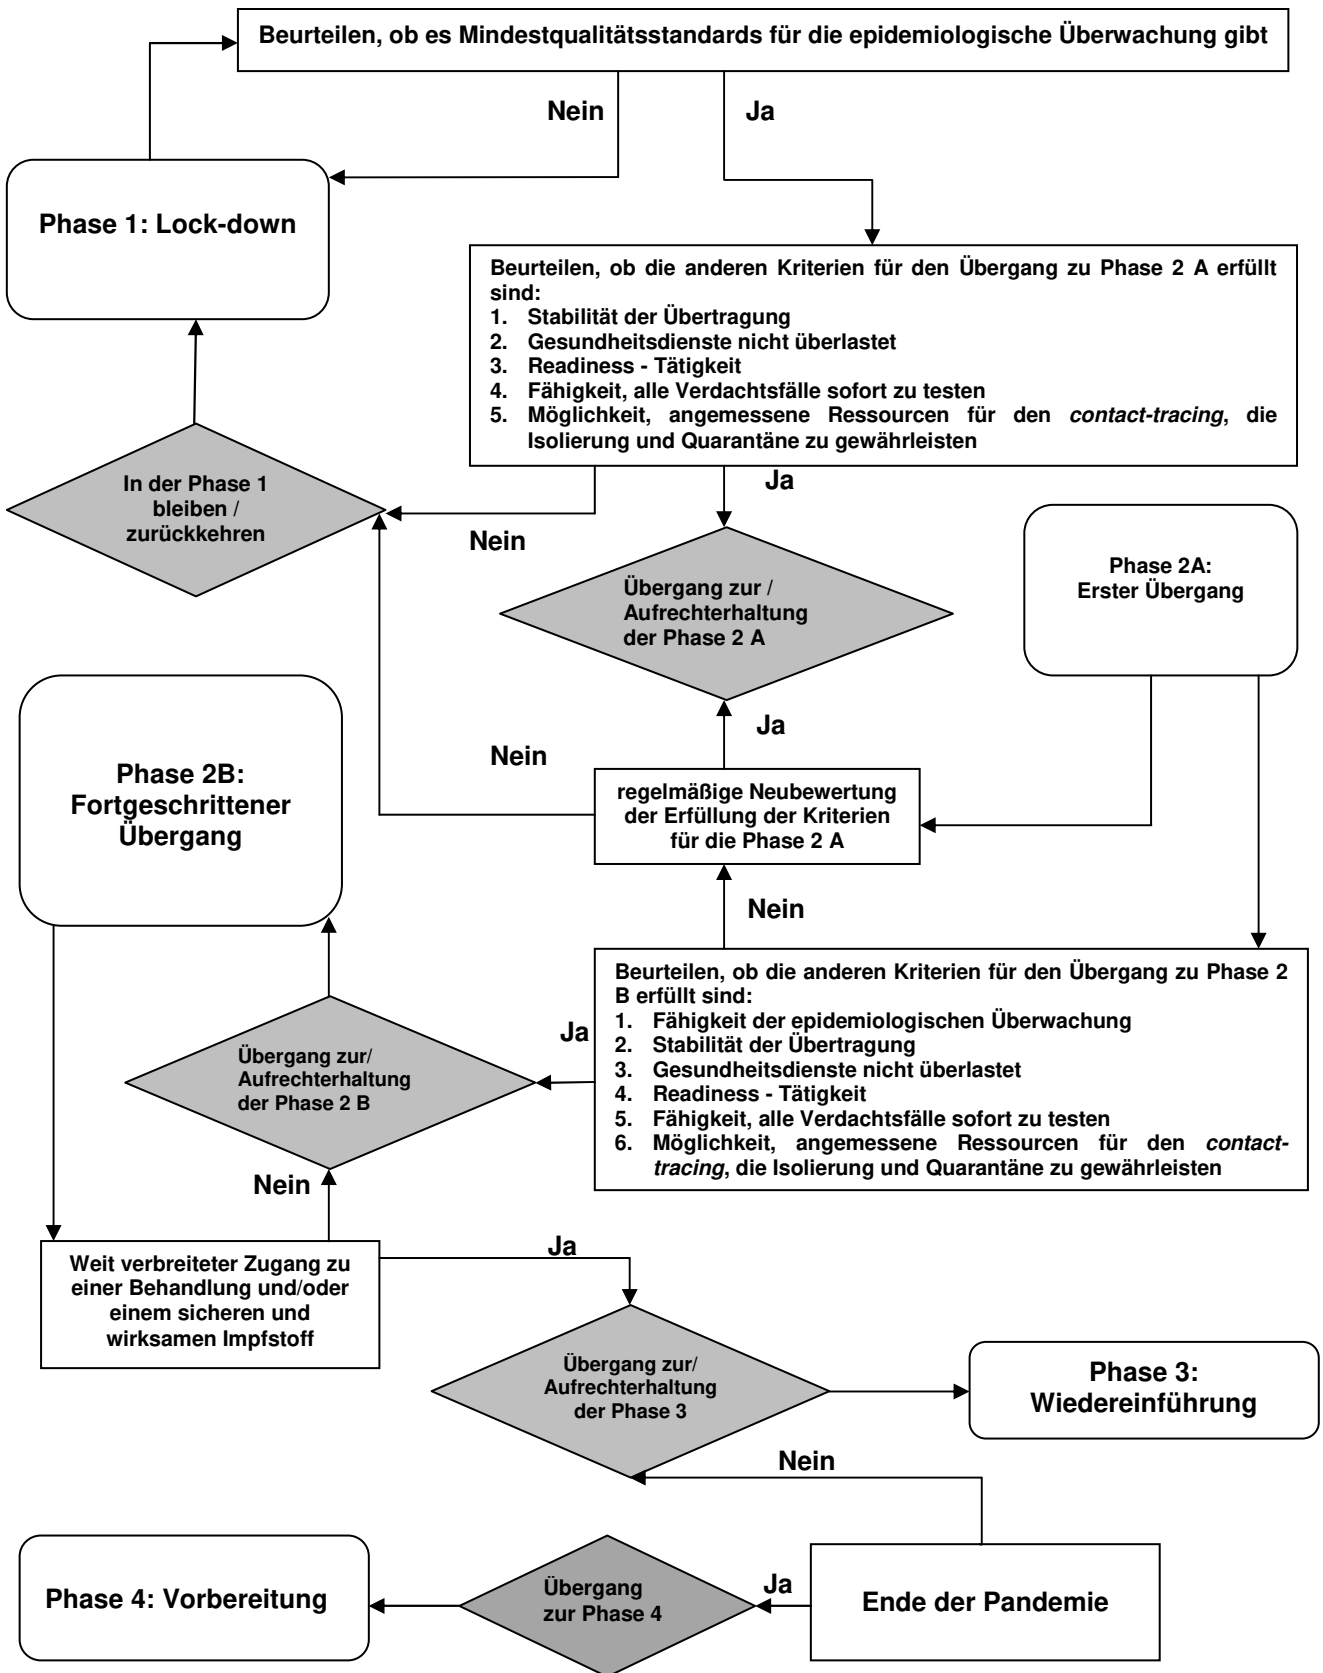 Beurteilen, ob es Mindestqualitätsstandards für die epidemiologische Überwachung gibt
Nein
Ja
Phase 1: Lock-down
Beurteilen, ob die anderen Kriterien für den Übergang zu Phase 2 A erfüllt
sind:
1. Stabilität der Übertragung
2. Gesundheitsdienste nicht überlastet
3. Readiness - Tätigkeit
4. Fähigkeit, alle Verdachtsfälle sofort zu testen
5. Möglichkeit, angemessene Ressourcen für den contact-tracing, die
Isolierung und Quarantäne zu gewährleisten
Ja
In der Phase 1
bleiben /
zurückkehren
Nein
Phase 2A:
Erster Übergang
Übergang zur /
Aufrechterhaltung
der Phase 2 A
Ja
Nein
Phase 2B:
Fortgeschrittener
Übergang
regelmäßige Neubewertung
der Erfüllung der Kriterien
für die Phase 2 A
Nein
Beurteilen, ob die anderen Kriterien für den Übergang zu Phase 2
B erfüllt sind:
1. Fähigkeit der epidemiologischen Überwachung
2. Stabilität der Übertragung
3. Gesundheitsdienste nicht überlastet
4. Readiness - Tätigkeit
5. Fähigkeit, alle Verdachtsfälle sofort zu testen
6. Möglichkeit, angemessene Ressourcen für den contact-
tracing, die Isolierung und Quarantäne zu gewährleisten
Ja
Übergang zur/
Aufrechterhaltung
der Phase 2 B
Nein
Weit verbreiteter Zugang zu
einer Behandlung und/oder
einem sicheren und
wirksamen Impfstoff
Ja
Übergang zur/
Aufrechterhaltung
der Phase 3
Phase 3:
Wiedereinführung
Nein
Phase 4: Vorbereitung
Übergang
zur Phase 4
Ja
Ende der Pandemie